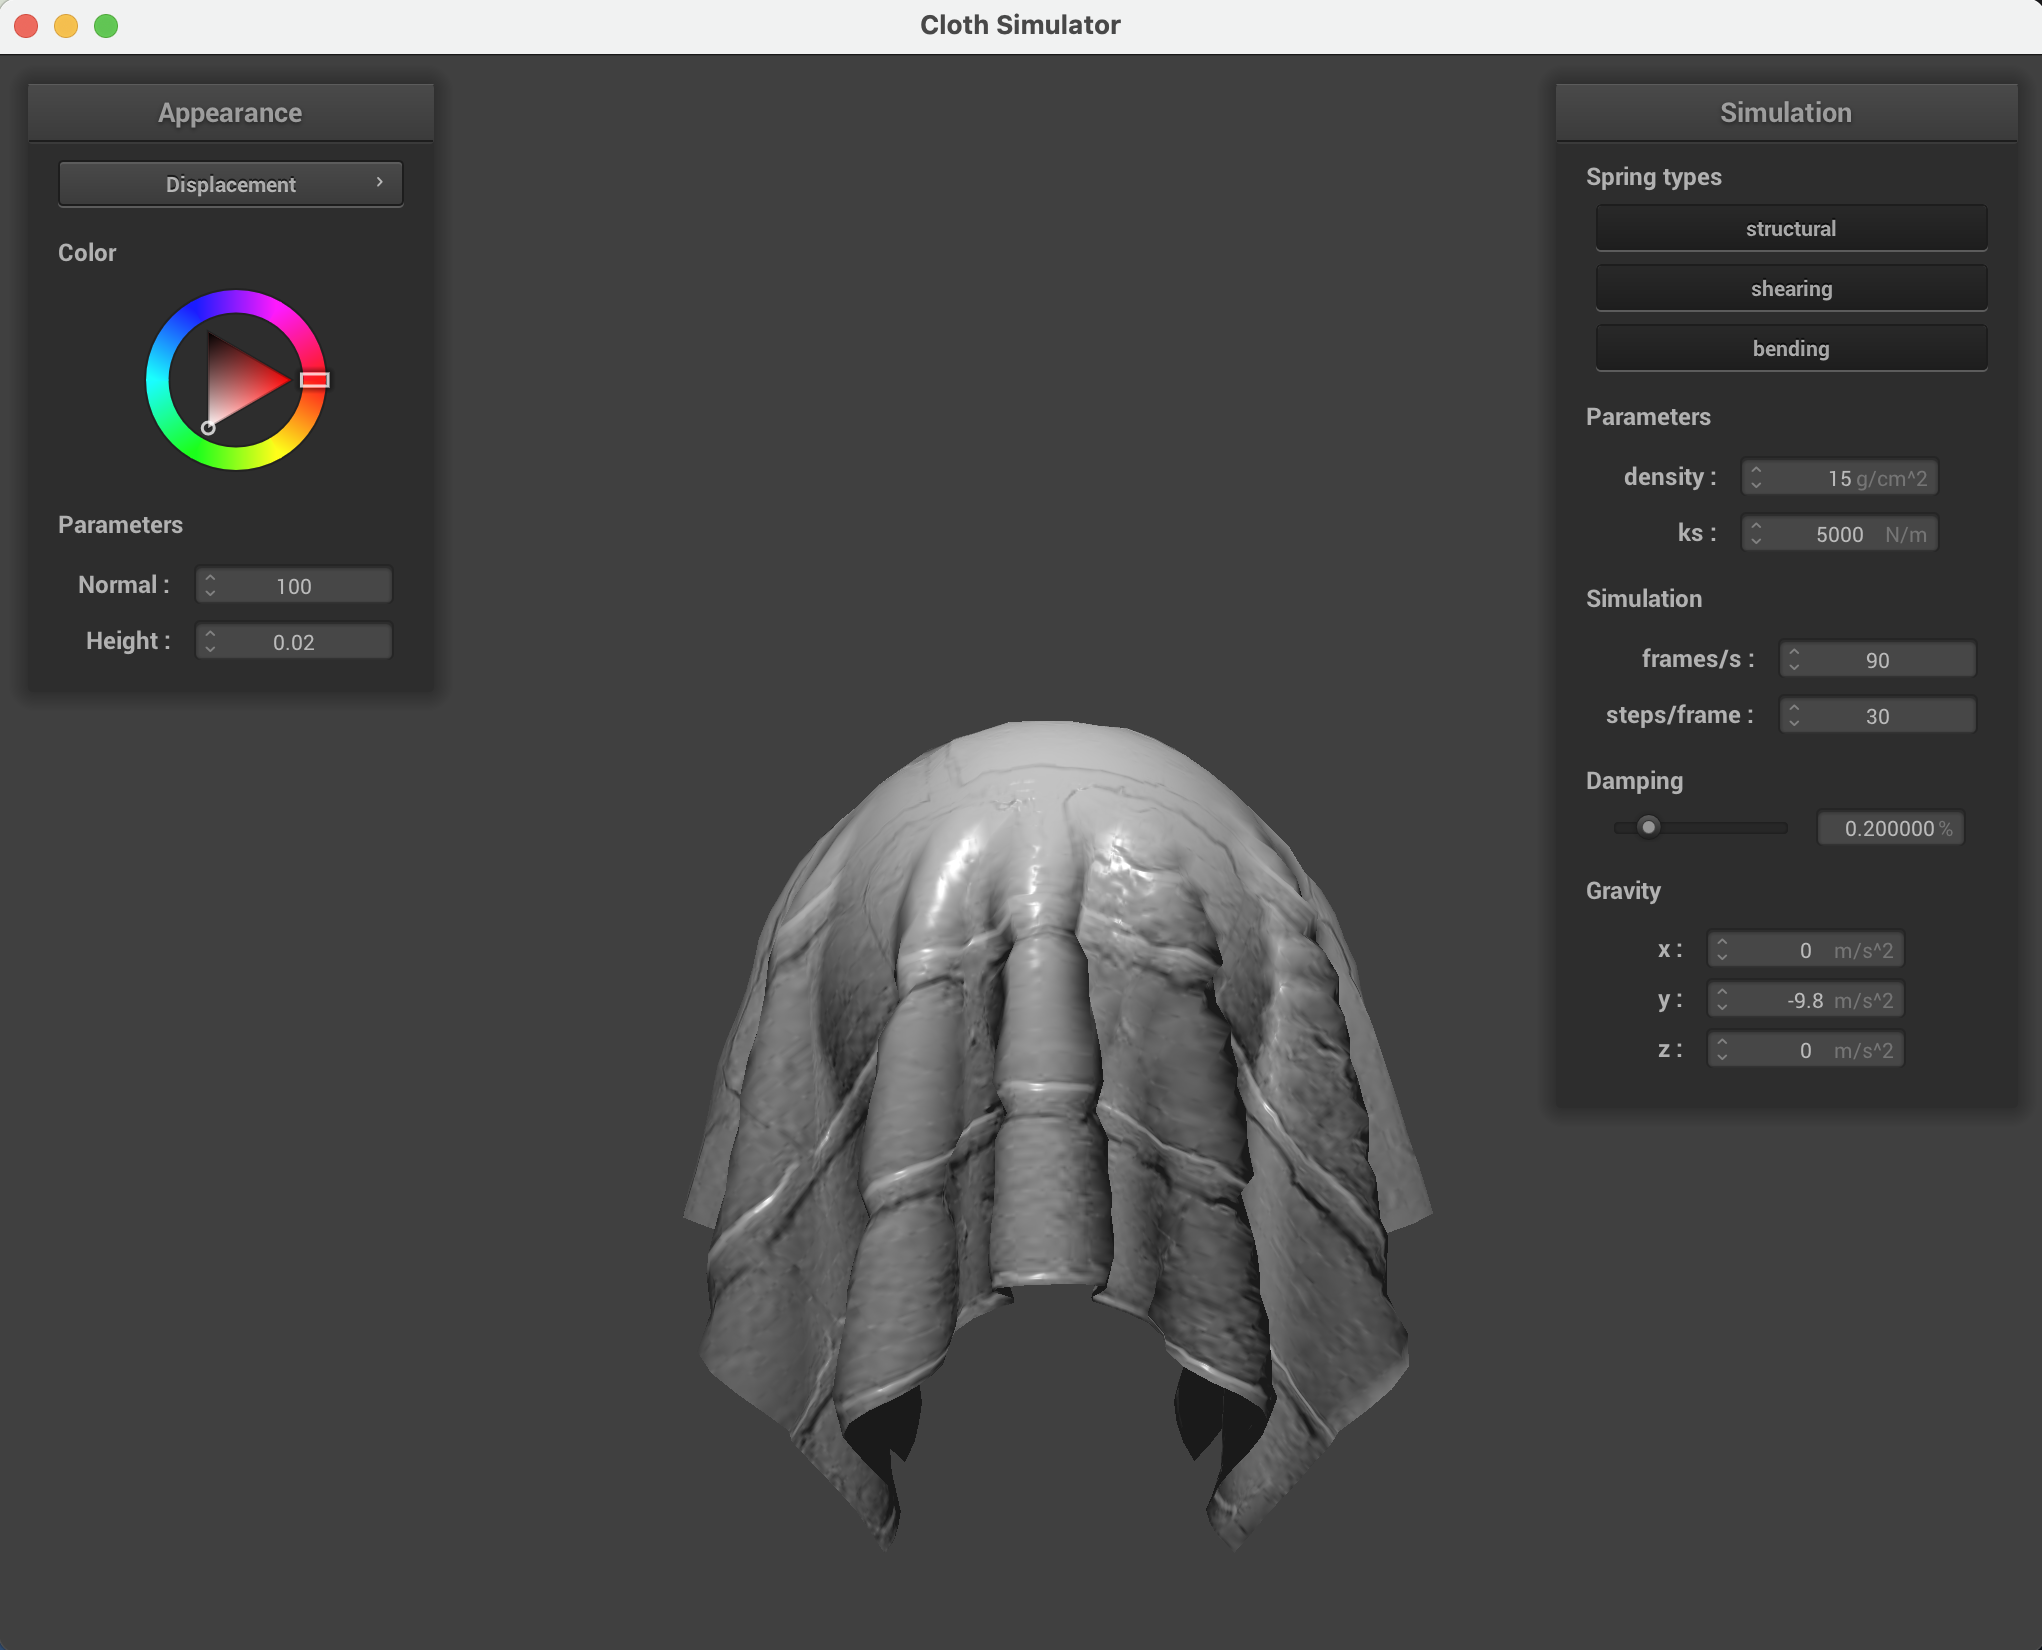 Cloth Simulator
Appearance
Displacement
Color
Parameters
Normal : 100
Height : 0.02
Simulation
Spring types
structural
shearing
bending
Parameters
density : 15 g/cm^2
ks : 5000 N/m
Simulation
frames/s : 90
steps/frame : 30
Damping
0.200000 %
Gravity
x : 0 m/s^2
y : -9.8 m/s^2
z : 0 m/s^2